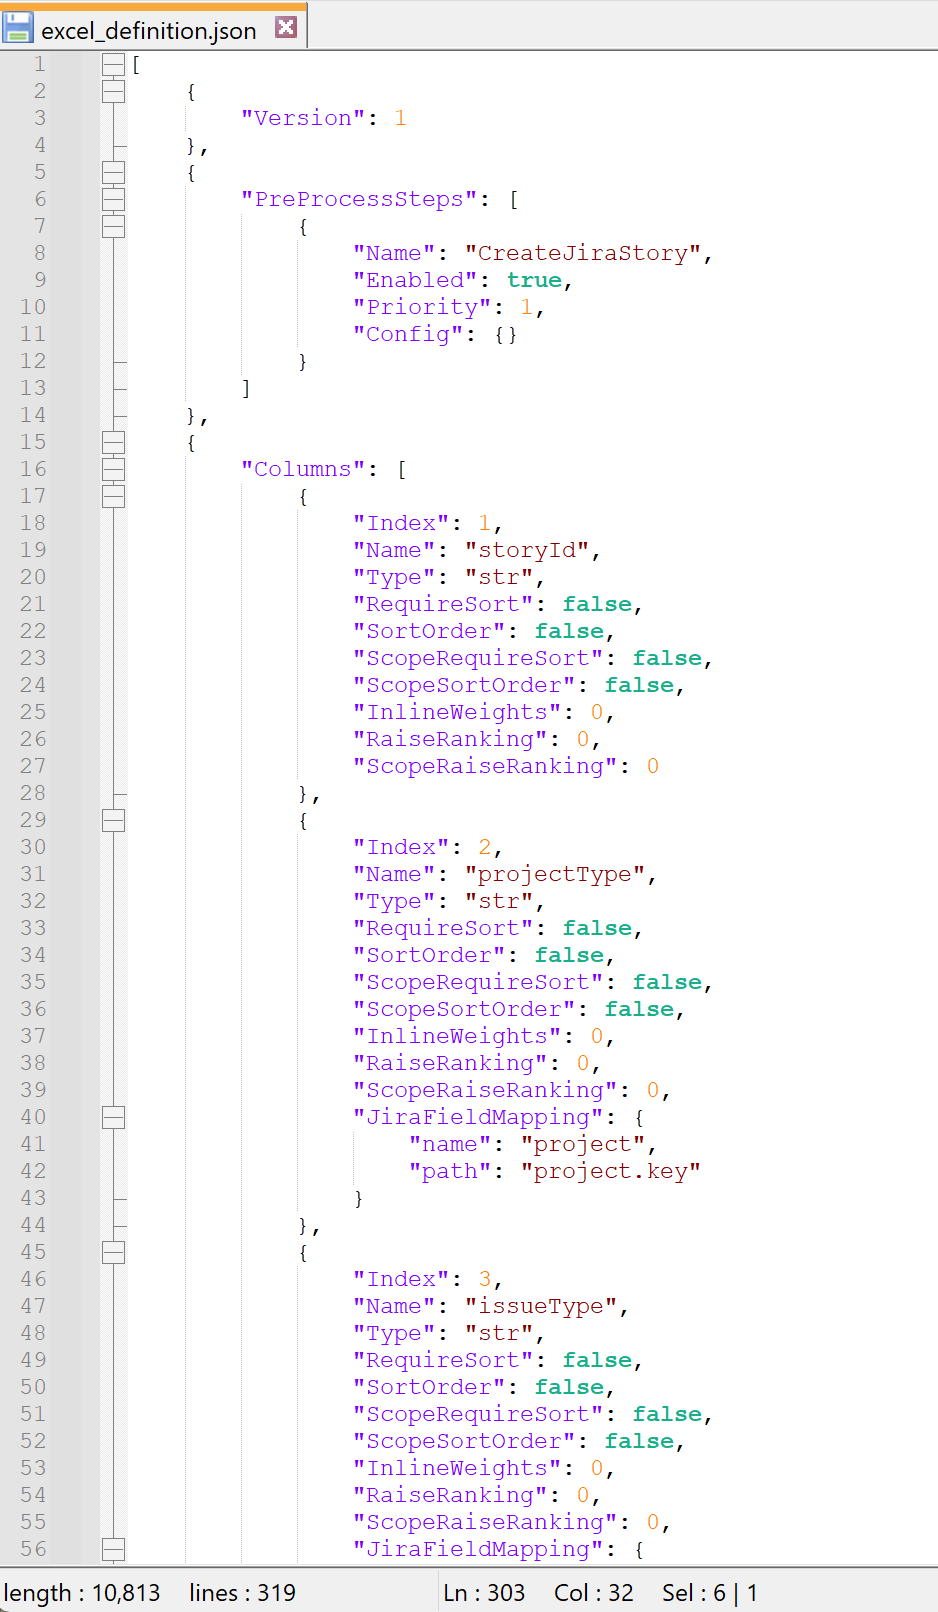 excel_definition.json
1 [
2 {
3 "Version": 1
4 },
5 {
6 "PreProcessSteps": [
7 {
8 "Name": "CreateJiraStory",
9 "Enabled": true,
10 "Priority": 1,
11 "Config": {}
12 }
13 ]
14 },
15 {
16 "Columns": [
17 {
18 "Index": 1,
19 "Name": "storyId",
20 "Type": "str",
21 "RequireSort": false,
22 "SortOrder": false,
23 "ScopeRequireSort": false,
24 "ScopeSortOrder": false,
25 "InlineWeights": 0,
26 "RaiseRanking": 0,
27 "ScopeRaiseRanking": 0
28 },
29 {
30 "Index": 2,
31 "Name": "projectType",
32 "Type": "str",
33 "RequireSort": false,
34 "SortOrder": false,
35 "ScopeRequireSort": false,
36 "ScopeSortOrder": false,
37 "InlineWeights": 0,
38 "RaiseRanking": 0,
39 "ScopeRaiseRanking": 0,
40 "JiraFieldMapping": {
41 "name": "project",
42 "path": "project.key"
43 }
44 },
45 {
46 "Index": 3,
47 "Name": "issueType",
48 "Type": "str",
49 "RequireSort": false,
50 "SortOrder": false,
51 "ScopeRequireSort": false,
52 "ScopeSortOrder": false,
53 "InlineWeights": 0,
54 "RaiseRanking": 0,
55 "ScopeRaiseRanking": 0,
56 "JiraFieldMapping": {
length : 10,813 lines : 319 Ln : 303 Col : 32 Sel : 6 | 1